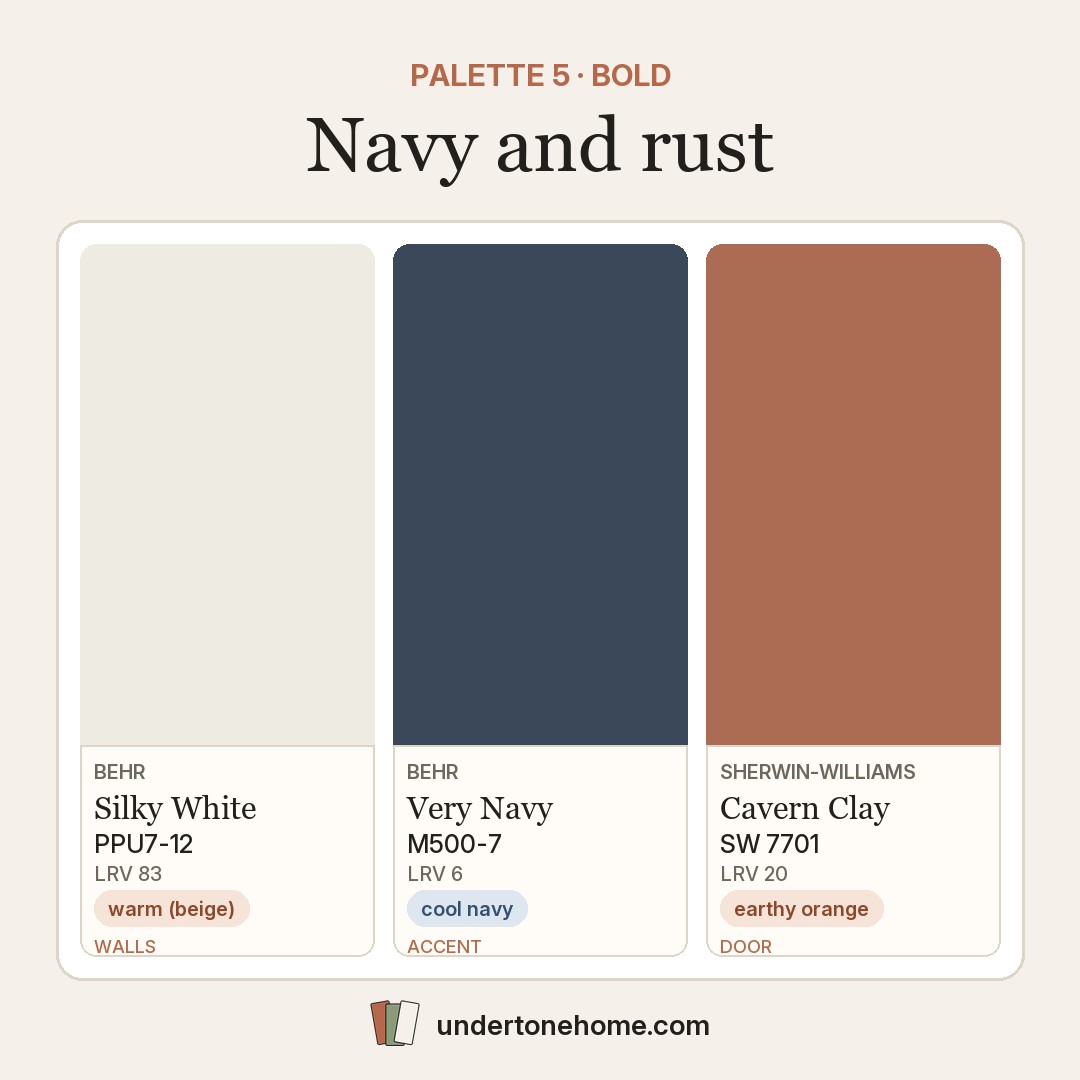 PALETTE 5 · BOLD
Navy and rust
BEHR
Silky White
PPU7-12
LRV 83
warm (beige)
WALLS
BEHR
Very Navy
M500-7
LRV 6
cool navy
ACCENT
SHERWIN-WILLIAMS
Cavern Clay
SW 7701
LRV 20
earthy orange
DOOR
undertonehome.com